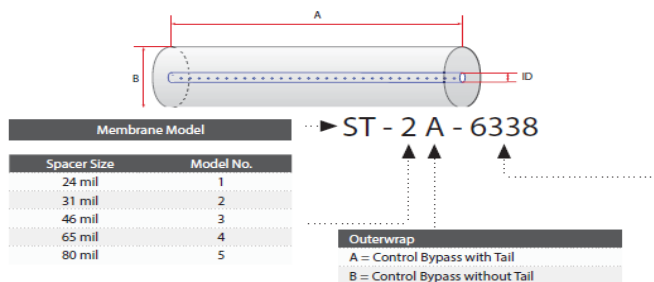 A
B
ID
Membrane Model
ST - 2 A - 6338
Spacer Size Model No.
24 mil 1
31 mil 2
46 mil 3
65 mil 4
80 mil 5
Outerwrap
A = Control Bypass with Tail
B = Control Bypass without Tail